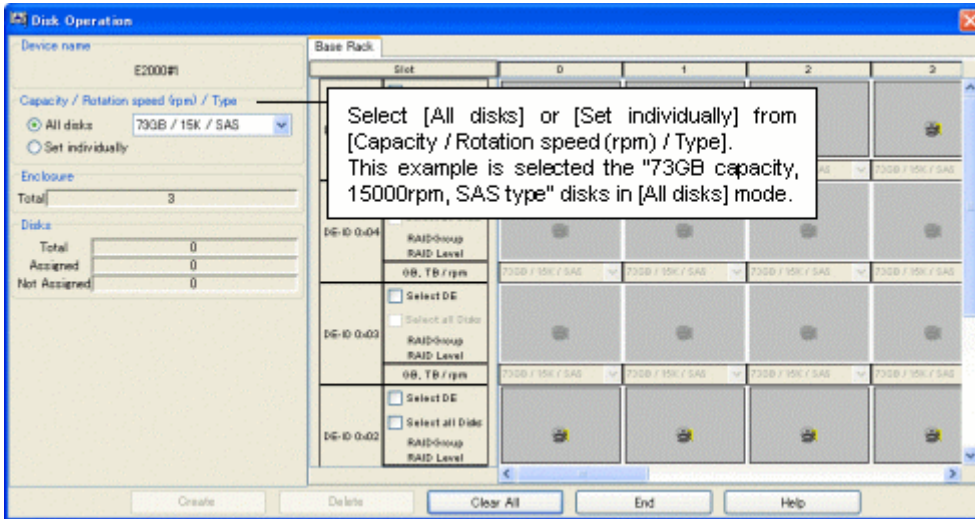 Disk Operation
Device name
E2000#1
Capacity / Rotation speed (rpm) / Type
All disks 73GB / 15K / SAS
Set individually
Enclosure
Total 3
Disks
Total 0
Assigned 0
Not Assigned 0
Base Rack
Slot 0 1 2 3
Select [All disks] or [Set individually] from
[Capacity / Rotation speed (rpm) / Type].
This example is selected the "73GB capacity,
15000rpm, SAS type" disks in [All disks] mode.
AS 73GB / 15K / SAS
DE-ID 0x04
RAIDGroup
RAID Level
GB, TB / rpm 73GB / 15K / SAS 73GB / 15K / SAS 73GB / 15K / SAS 73GB / 15K / SAS
DE-ID 0x03
Select DE
Select all Disks
RAIDGroup
RAID Level
GB, TB / rpm 73GB / 15K / SAS 73GB / 15K / SAS 73GB / 15K / SAS 73GB / 15K / SAS
DE-ID 0x02
Select DE
Select all Disks
RAIDGroup
RAID Level
Create Delete Clear All End Help